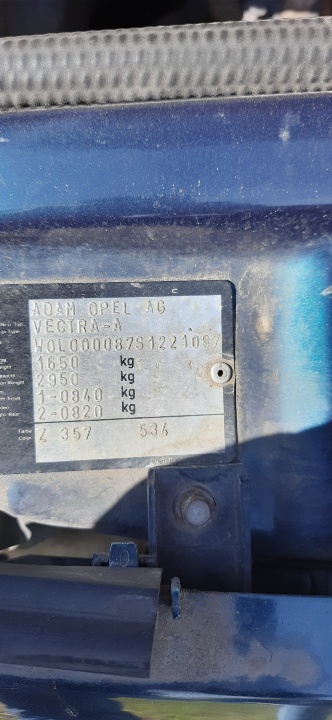 ADAM OPEL AG
VECTRA-A
W0L000087S1221097
1650 kg
2950 kg
1-0840 kg
2-0820 kg
Z 357 534